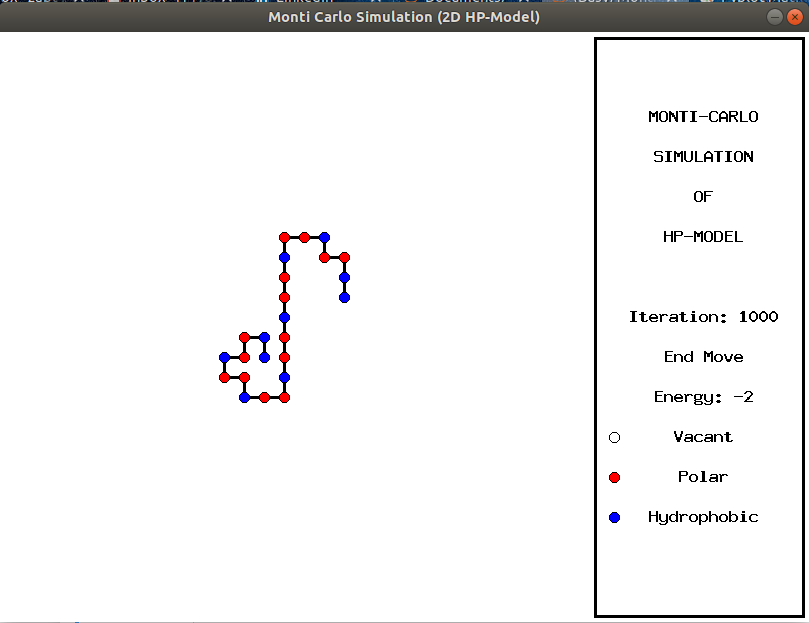 Monti Carlo Simulation (2D HP-Model)
MONTI-CARLO
SIMULATION
OF
HP-MODEL
Iteration: 1000
End Move
Energy: -2
Vacant
Polar
Hydrophobic